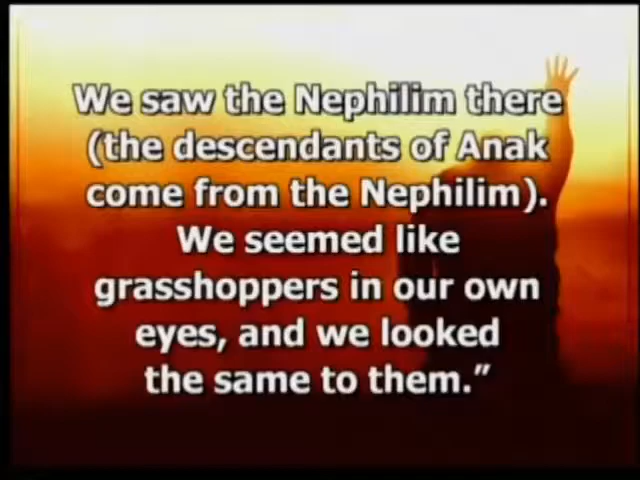 We saw the Nephilim there
(the descendants of Anak
come from the Nephilim).
We seemed like
grasshoppers in our own
eyes, and we looked
the same to them.”